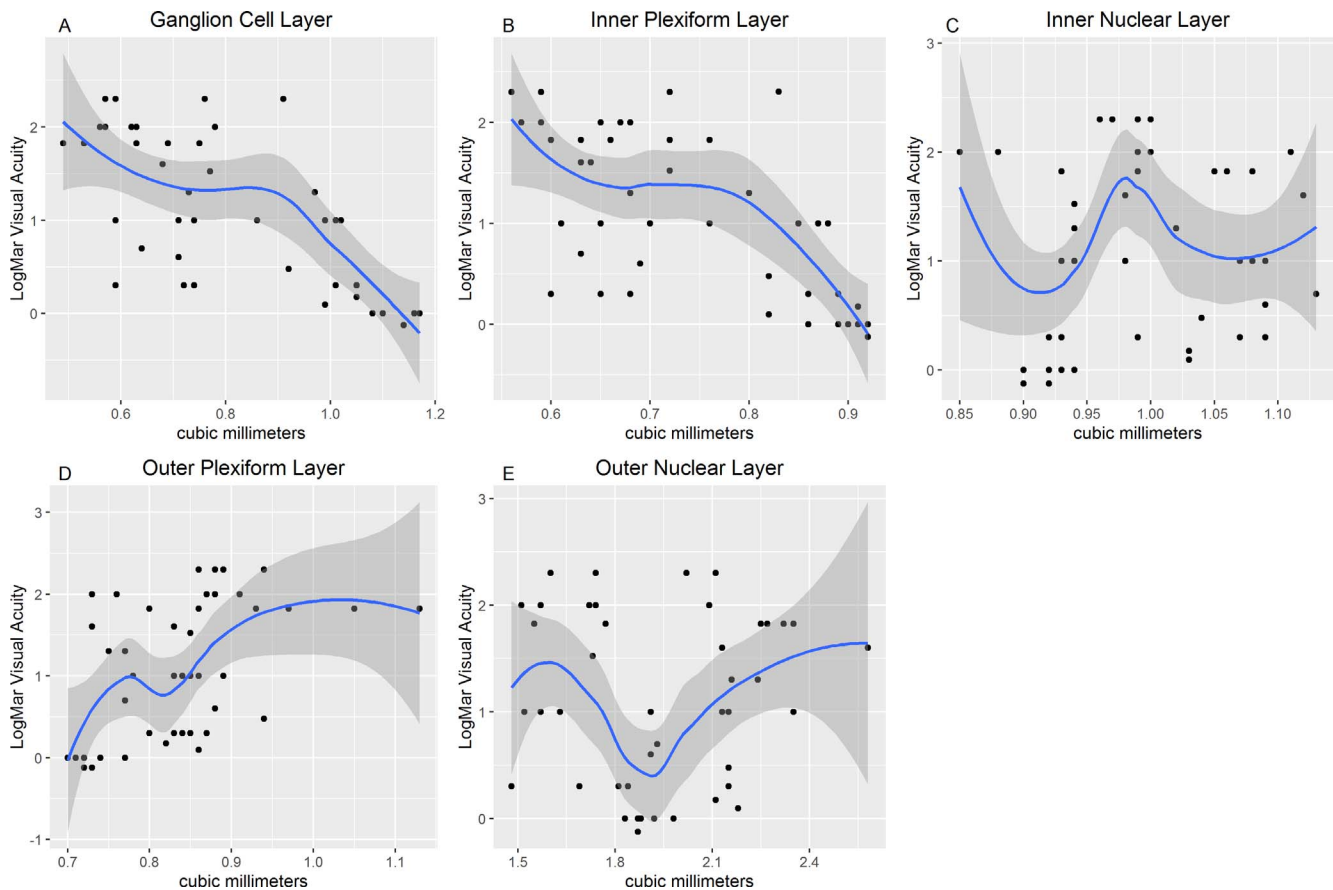 A Ganglion Cell Layer
LogMar Visual Acuity
2
1
0
0.6 0.8 1.0 1.2
cubic millimeters
B Inner Plexiform Layer
LogMar Visual Acuity
2
1
0
0.6 0.7 0.8 0.9
cubic millimeters
C Inner Nuclear Layer
LogMar Visual Acuity
3
2
1
0
0.85 0.90 0.95 1.00 1.05 1.10
cubic millimeters
D Outer Plexiform Layer
LogMar Visual Acuity
3
2
1
0
-1
0.7 0.8 0.9 1.0 1.1
cubic millimeters
E Outer Nuclear Layer
LogMar Visual Acuity
3
2
1
0
1.5 1.8 2.1 2.4
cubic millimeters